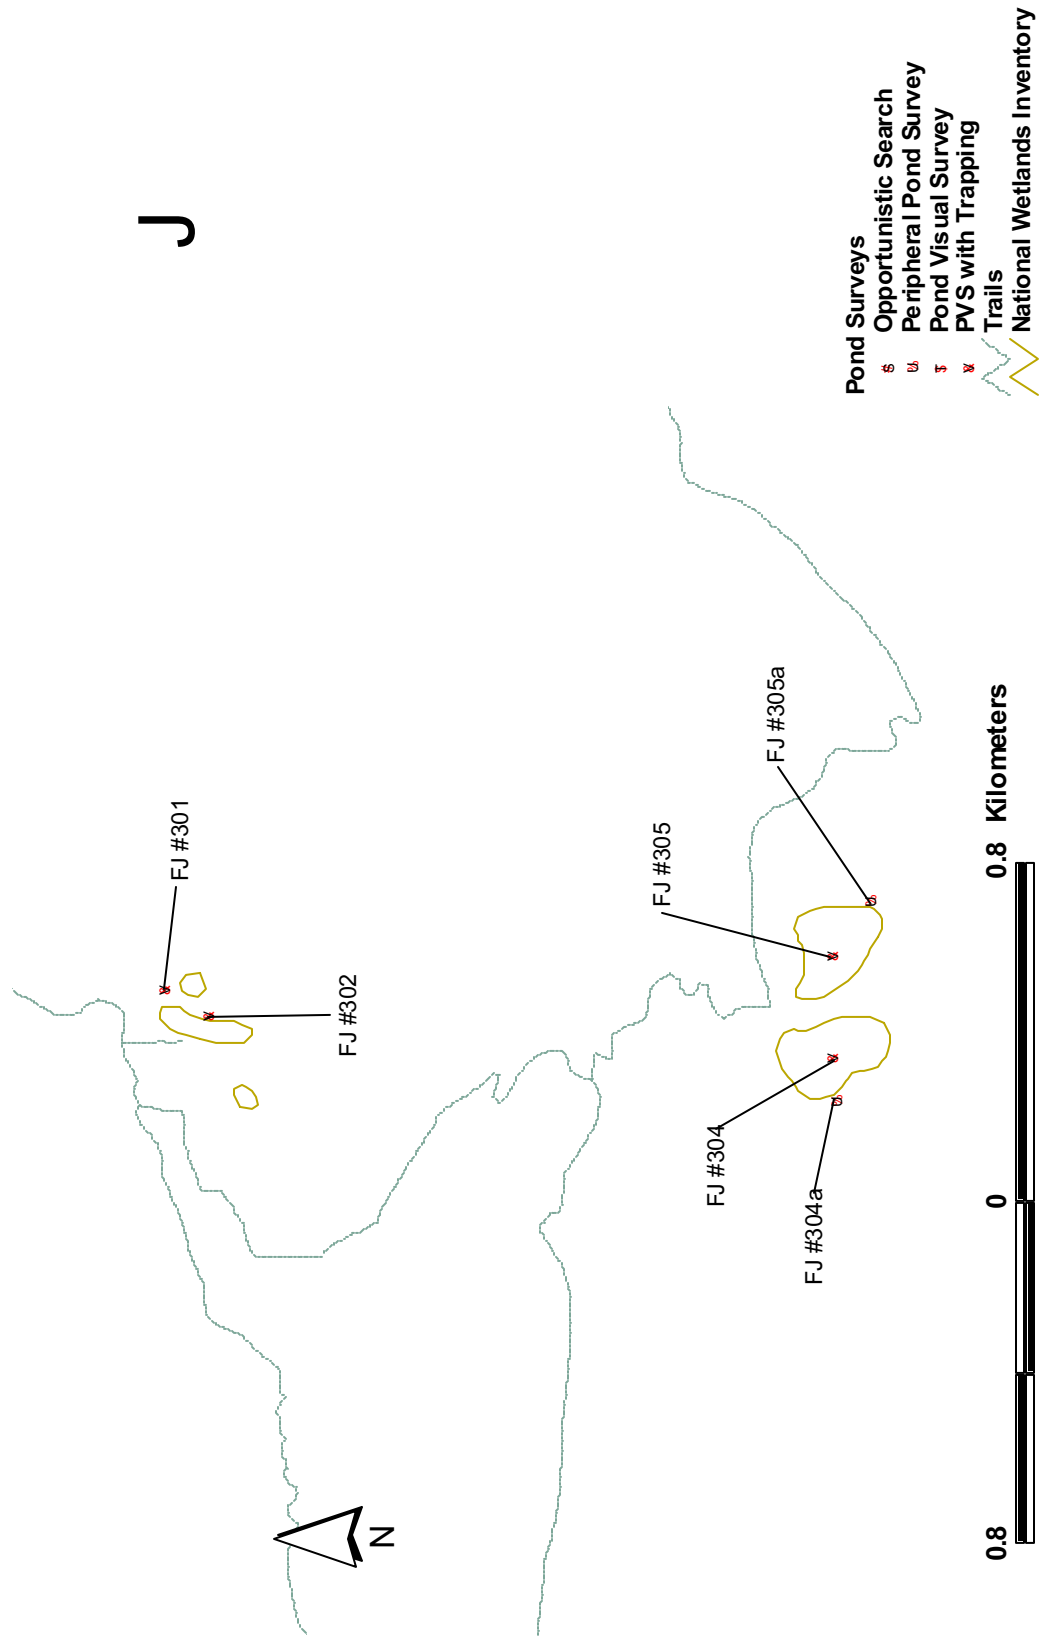 J
FJ #301
FJ #302
FJ #305
FJ #305a
FJ #304
FJ #304a
N
Pond Surveys
Opportunistic Search
Peripheral Pond Survey
Pond Visual Survey
PVS with Trapping
Trails
National Wetlands Inventory
0.8 0 0.8 Kilometers